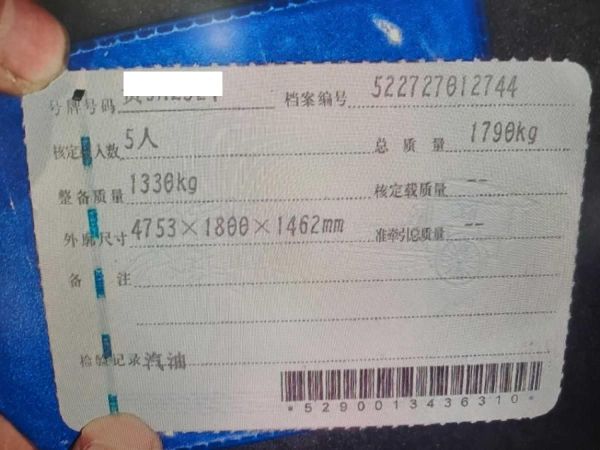 号牌号码 档案编号 522727012744
核定载人数 5人 总质量 1790kg
整备质量 1330kg 核定载质量 --
外廓尺寸 4753×1800×1462mm 准牵引总质量 --
备注
检验记录 汽油
*5290013436310*